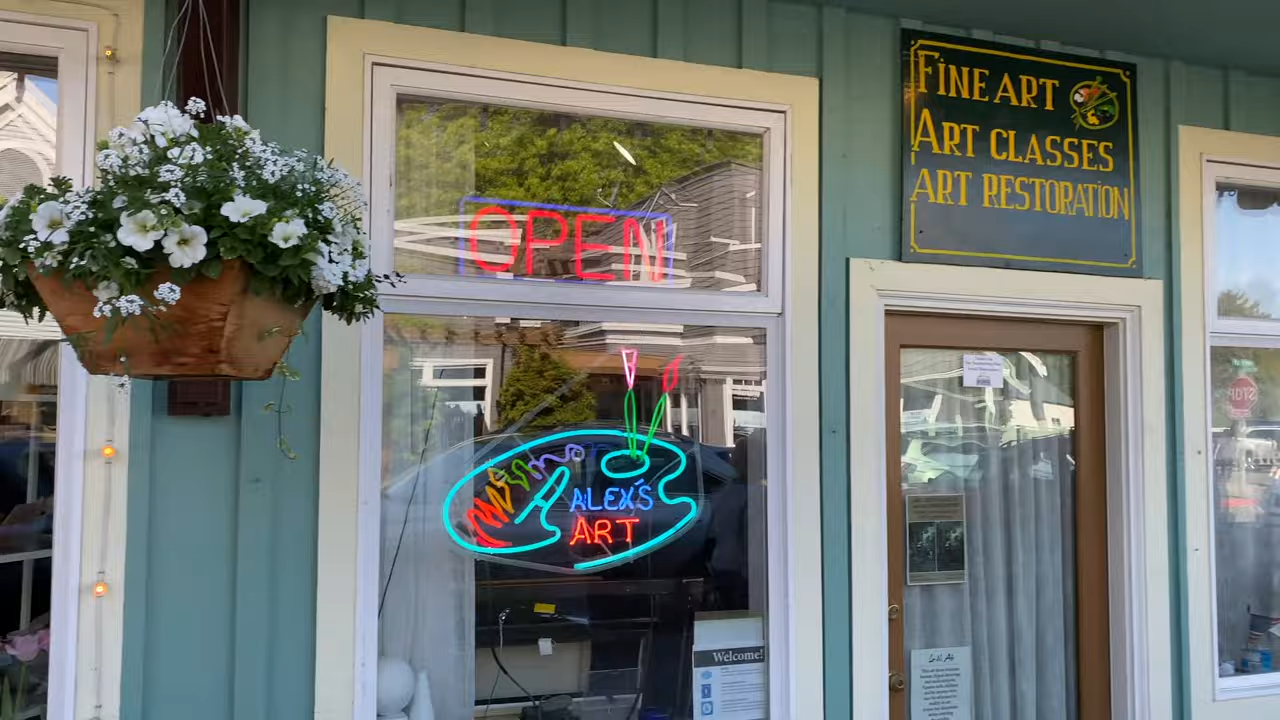 FINE ART
ART CLASSES
ART RESTORATION
OPEN
ALEX'S
ART
Welcome!
STOP